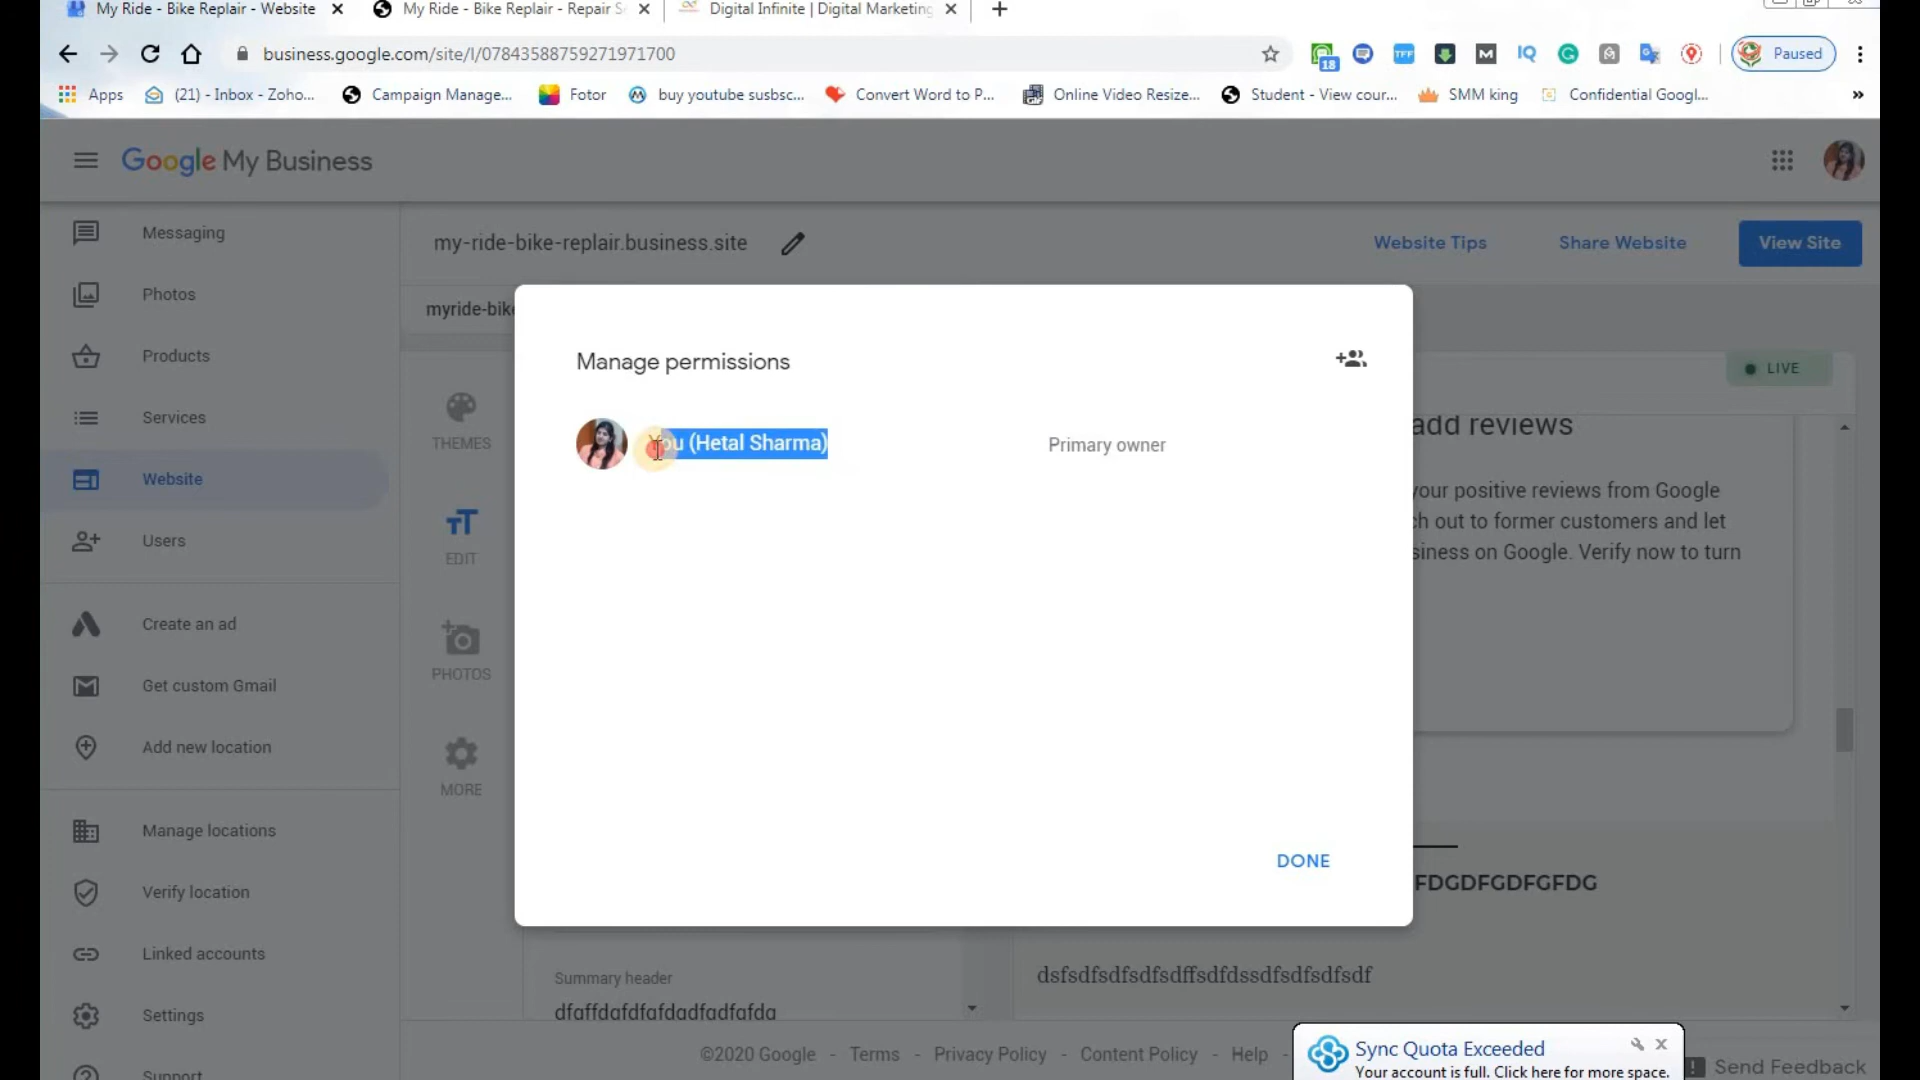 My Ride - Bike Replair - Website
My Ride - Bike Replair - Repair S
Digital Infinite | Digital Marketing
business.google.com/site/l/07843588759271971700
18
TFF
IQ
Paused
Apps
(21) - Inbox - Zoho...
Campaign Manage...
Fotor
buy youtube susbsc...
Convert Word to P...
Online Video Resize...
Student - View cour...
SMM king
Confidential Googl...
Google My Business
Messaging
Photos
Products
Services
Website
Users
Create an ad
Get custom Gmail
Add new location
Manage locations
Verify location
Linked accounts
Settings
Support
my-ride-bike-replair.business.site
Website Tips
Share Website
View Site
myride-bik
THEMES
EDIT
PHOTOS
MORE
Manage permissions
You (Hetal Sharma)
Primary owner
DONE
LIVE
add reviews
your positive reviews from Google
ch out to former customers and let
siness on Google. Verify now to turn
FDGDFGDFGFDG
dsfsdfsdfsdfsdffsdfdssdfsdfsdfsdf
Summary header
dfaffdafdfafdadfadfafda
©2020 Google - Terms - Privacy Policy - Content Policy - Help -
Sync Quota Exceeded
Your account is full. Click here for more space.
Send Feedback